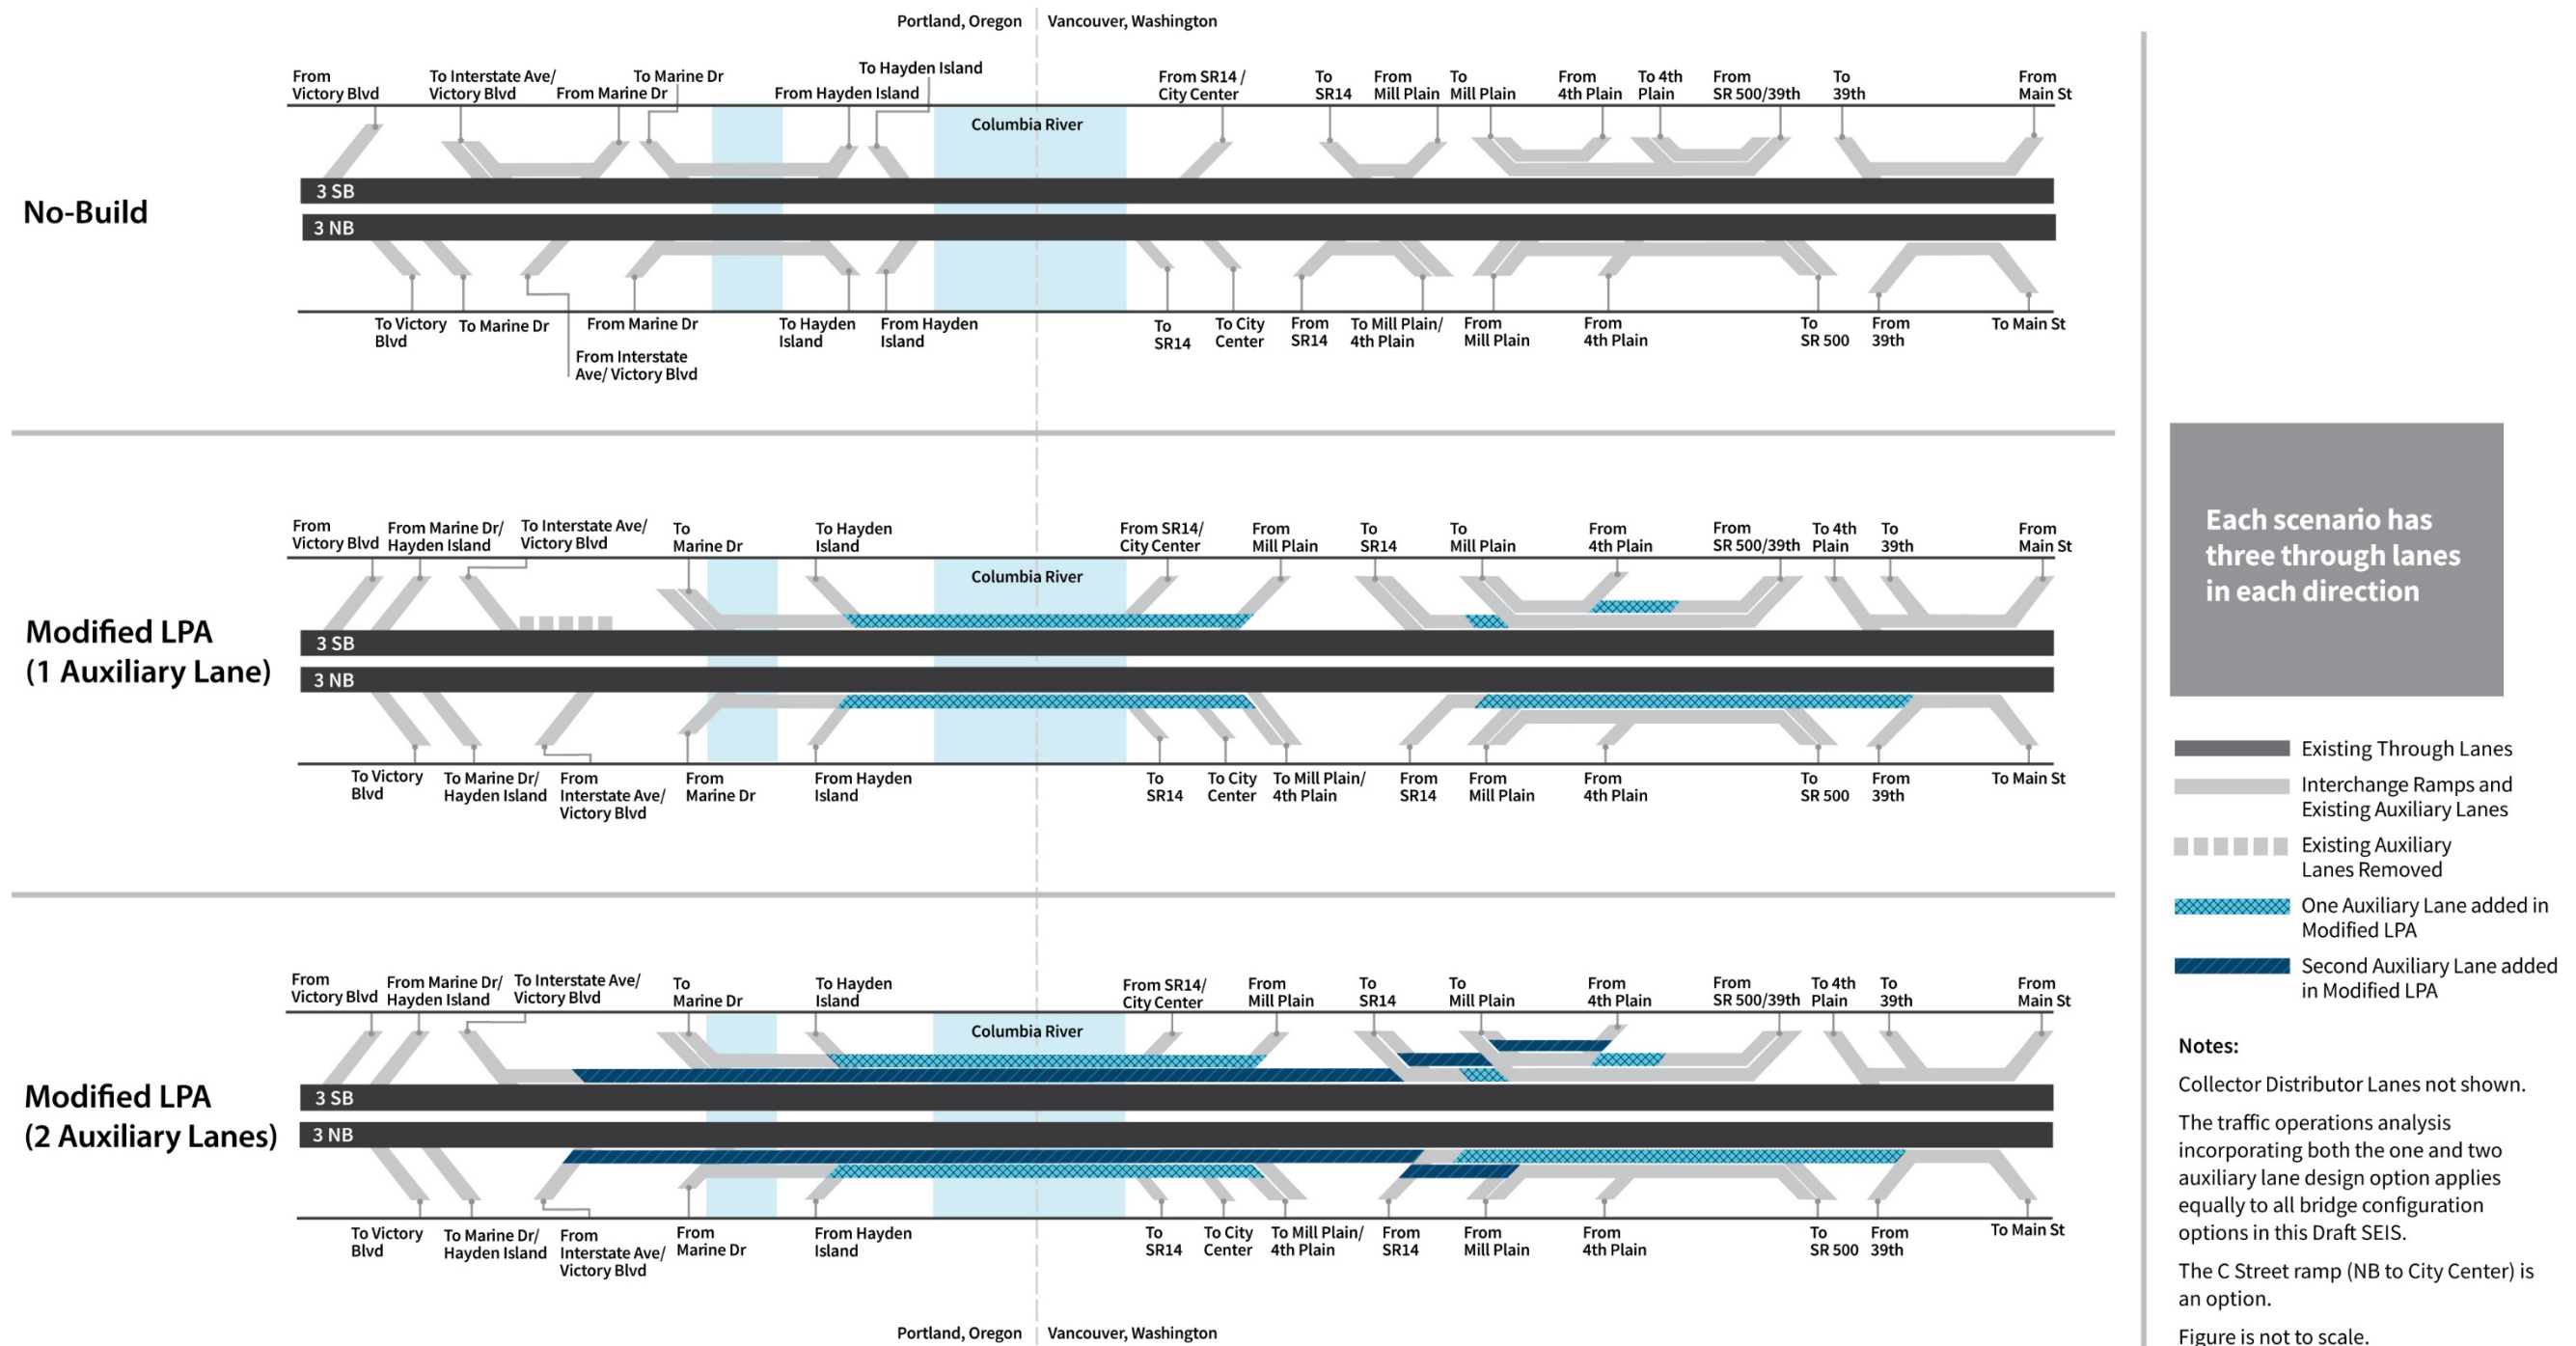 Portland, Oregon
Vancouver, Washington
No-Build
From
Victory Blvd
To Interstate Ave/
Victory Blvd
From Marine Dr
To Marine Dr
From Hayden Island
To Hayden Island
Columbia River
From SR14 /
City Center
To
SR14
From
Mill Plain
To
Mill Plain
From
4th Plain
To 4th
Plain
From
SR 500/39th
To
39th
From
Main St
3 SB
3 NB
To Victory
Blvd
To Marine Dr
From Interstate
Ave/ Victory Blvd
From Marine Dr
To Hayden
Island
From Hayden
Island
To
SR14
To City
Center
From
SR14
To Mill Plain/
4th Plain
From
Mill Plain
From
4th Plain
To
SR 500
From
39th
To Main St
Modified LPA
(1 Auxiliary Lane)
From
Victory Blvd
From Marine Dr/
Hayden Island
To Interstate Ave/
Victory Blvd
To
Marine Dr
To Hayden
Island
Columbia River
From SR14/
City Center
From
Mill Plain
To
SR14
To
Mill Plain
From
4th Plain
From
SR 500/39th
To 4th
Plain
To
39th
From
Main St
3 SB
3 NB
To Victory
Blvd
To Marine Dr/
Hayden Island
From
Interstate Ave/
Victory Blvd
From
Marine Dr
From Hayden
Island
To
SR14
To City
Center
To Mill Plain/
4th Plain
From
SR14
From
Mill Plain
From
4th Plain
To
SR 500
From
39th
To Main St
Modified LPA
(2 Auxiliary Lanes)
From
Victory Blvd
From Marine Dr/
Hayden Island
To Interstate Ave/
Victory Blvd
To
Marine Dr
To Hayden
Island
Columbia River
From SR14/
City Center
From
Mill Plain
To
SR14
To
Mill Plain
From
4th Plain
From
SR 500/39th
To 4th
Plain
To
39th
From
Main St
3 SB
3 NB
To Victory
Blvd
To Marine Dr/
Hayden Island
From
Interstate Ave/
Victory Blvd
From
Marine Dr
From Hayden
Island
To
SR14
To City
Center
To Mill Plain/
4th Plain
From
SR14
From
Mill Plain
From
4th Plain
To
SR 500
From
39th
To Main St
Portland, Oregon
Vancouver, Washington
Each scenario has
three through lanes
in each direction
Existing Through Lanes
Interchange Ramps and
Existing Auxiliary Lanes
Existing Auxiliary
Lanes Removed
One Auxiliary Lane added in
Modified LPA
Second Auxiliary Lane added
in Modified LPA
Notes:
Collector Distributor Lanes not shown.
The traffic operations analysis
incorporating both the one and two
auxiliary lane design option applies
equally to all bridge configuration
options in this Draft SEIS.
The C Street ramp (NB to City Center) is
an option.
Figure is not to scale.